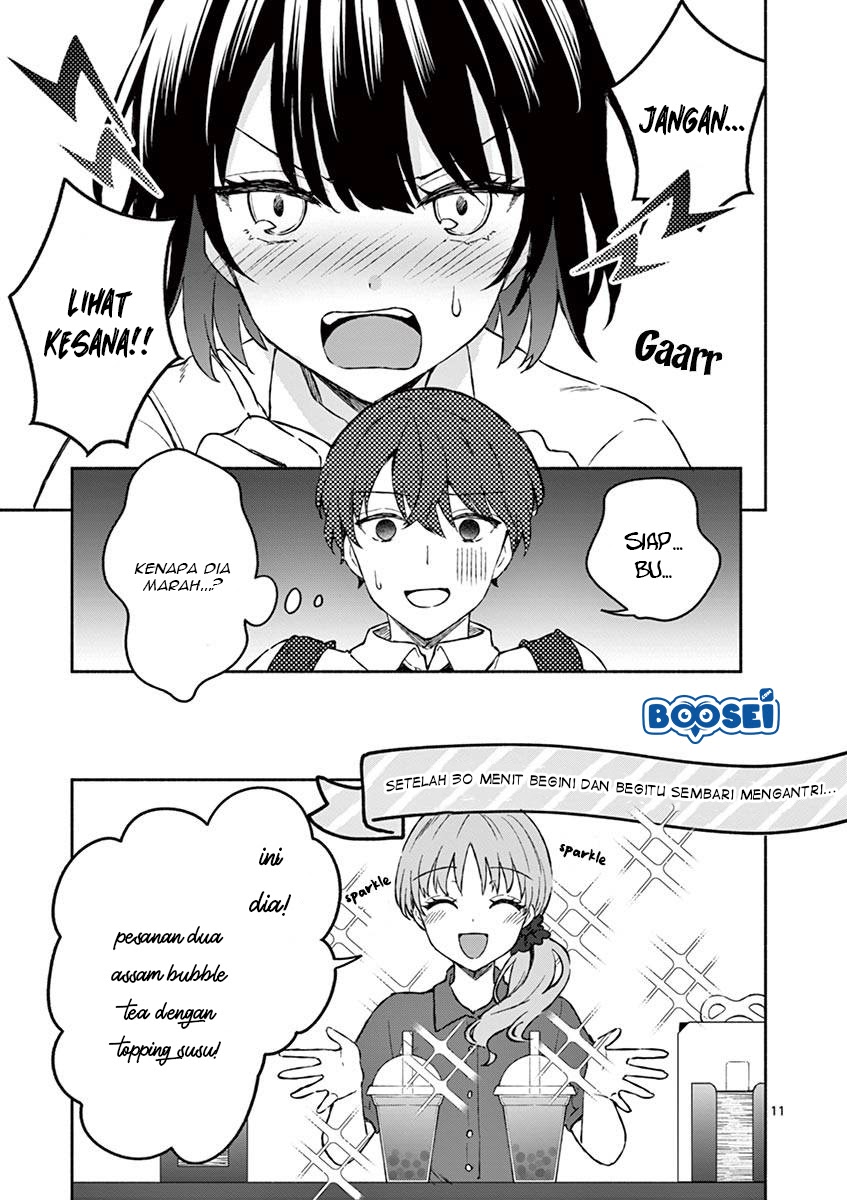 JANGAN...
LIHAT
KESANA!!
Gaarr
SIAP...
BU...
KENAPA DIA
MARAH...?
BOOSEI
SETELAH 30 MENIT BEGINI DAN BEGITU SEMBARI MENGANTRI...
sparkle
sparkle
ini
dia!
pesanan dua
assam bubble
tea dengan
topping susu!
11